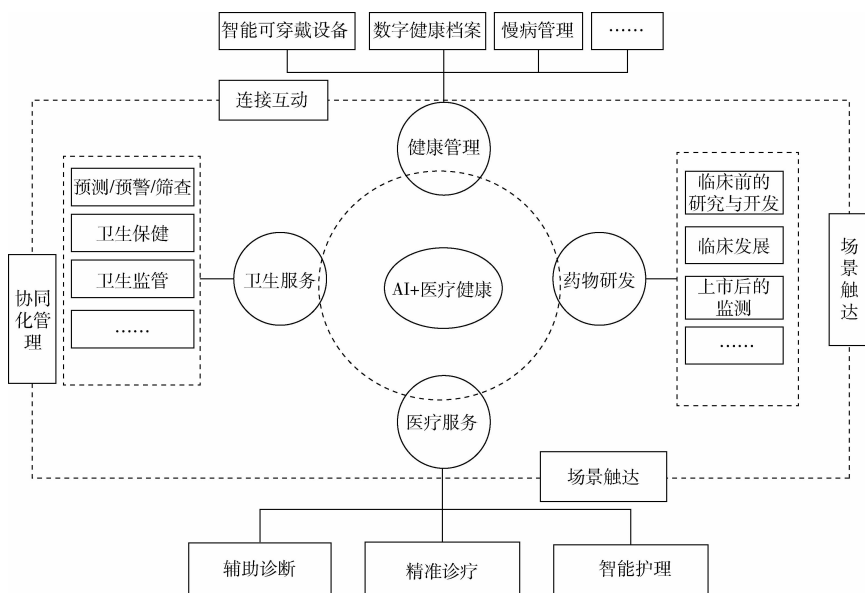 智能可穿戴设备
数字健康档案
慢病管理
……
连接互动
健康管理
预测/预警/筛查
卫生保健
卫生监管
……
协同
化管
理
卫生服务
AI+医疗健康
药物研发
临床前的
研究与开发
临床发展
上市后的
监测
……
场
景
触
达
医疗服务
场景触达
辅助诊断
精准诊疗
智能护理